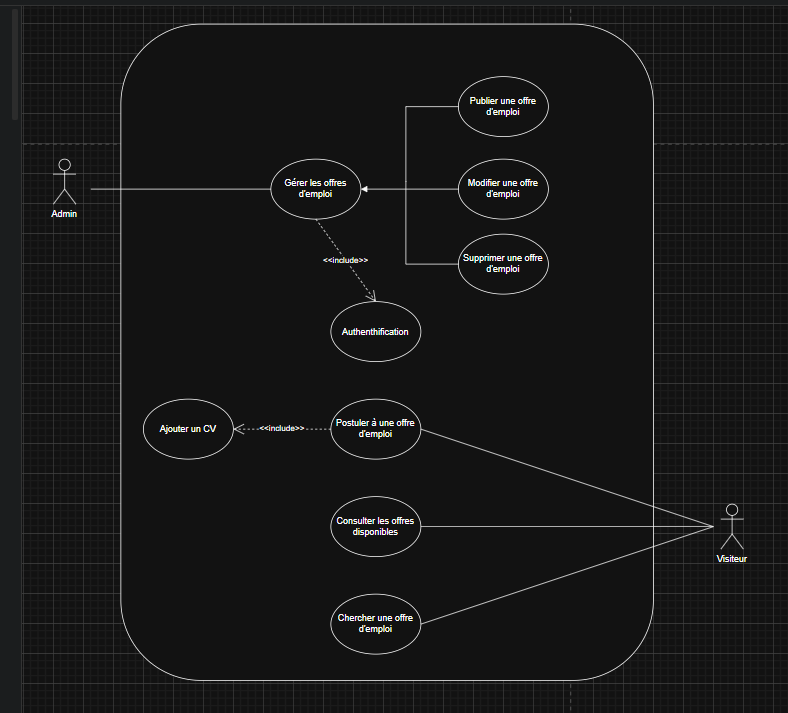 Publier une offre
d'emploi
Gérer les offres
d'emploi
Modifier une offre
d'emploi
Admin
Supprimer une offre
d'emploi
<<include>>
Authenthification
Ajouter un CV
<<include>>
Postuler à une offre
d'emploi
Consulter les offres
disponibles
Visiteur
Chercher une offre
d'emploi